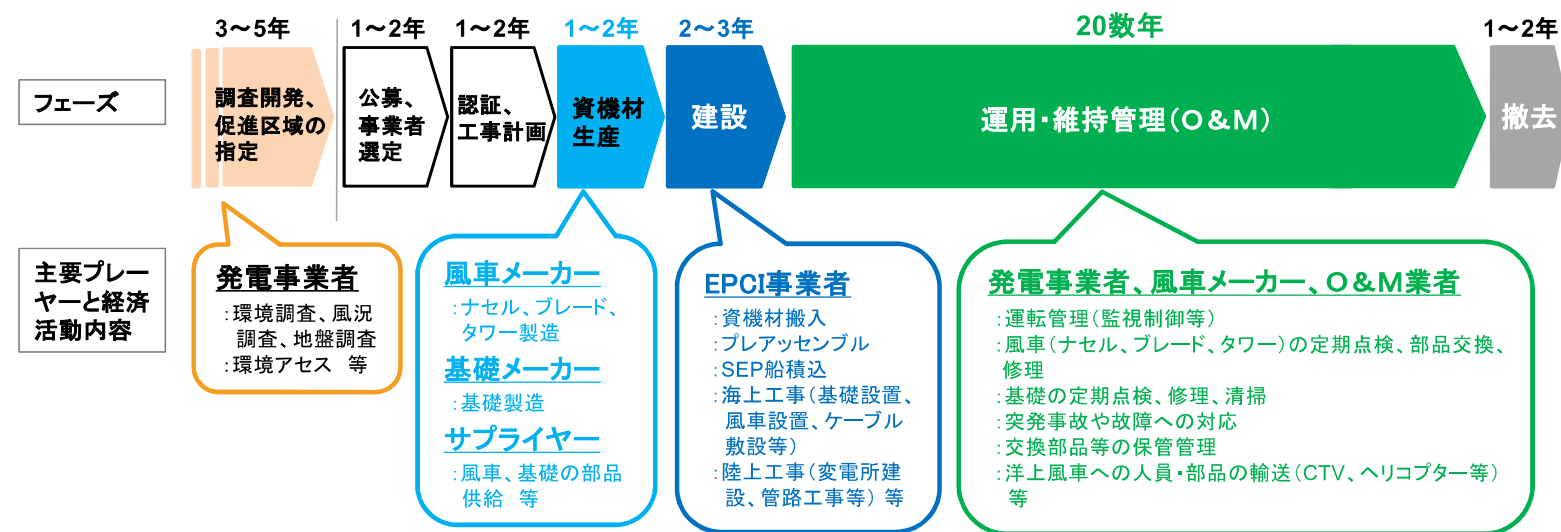 3～5年
1～2年
1～2年
1～2年
2～3年
20数年
1～2年
フェーズ
調査開発、
促進区域の
指定
公募、
事業者
選定
認証、
工事計画
資機材
生産
建設
運用・維持管理（O＆M）
撤去
主要プレー
ヤーと経済
活動内容
発電事業者
：環境調査、風況
調査、地盤調査
：環境アセス 等
風車メーカー
：ナセル、ブレード、
タワー製造
基礎メーカー
：基礎製造
サプライヤー
：風車、基礎の部品
供給 等
EPCI事業者
：資機材搬入
：プレアッセンブル
：SEP船積込
：海上工事（基礎設置、
風車設置、ケーブル
敷設等）
：陸上工事（変電所建
設、管路工事等）等
発電事業者、風車メーカー、O＆M業者
：運転管理（監視制御等）
：風車（ナセル、ブレード、タワー）の定期点検、部品交換、
修理
：基礎の定期点検、修理、清掃
：突発事故や故障への対応
：交換部品等の保管管理
：洋上風車への人員・部品の輸送（CTV、ヘリコプター等）
等